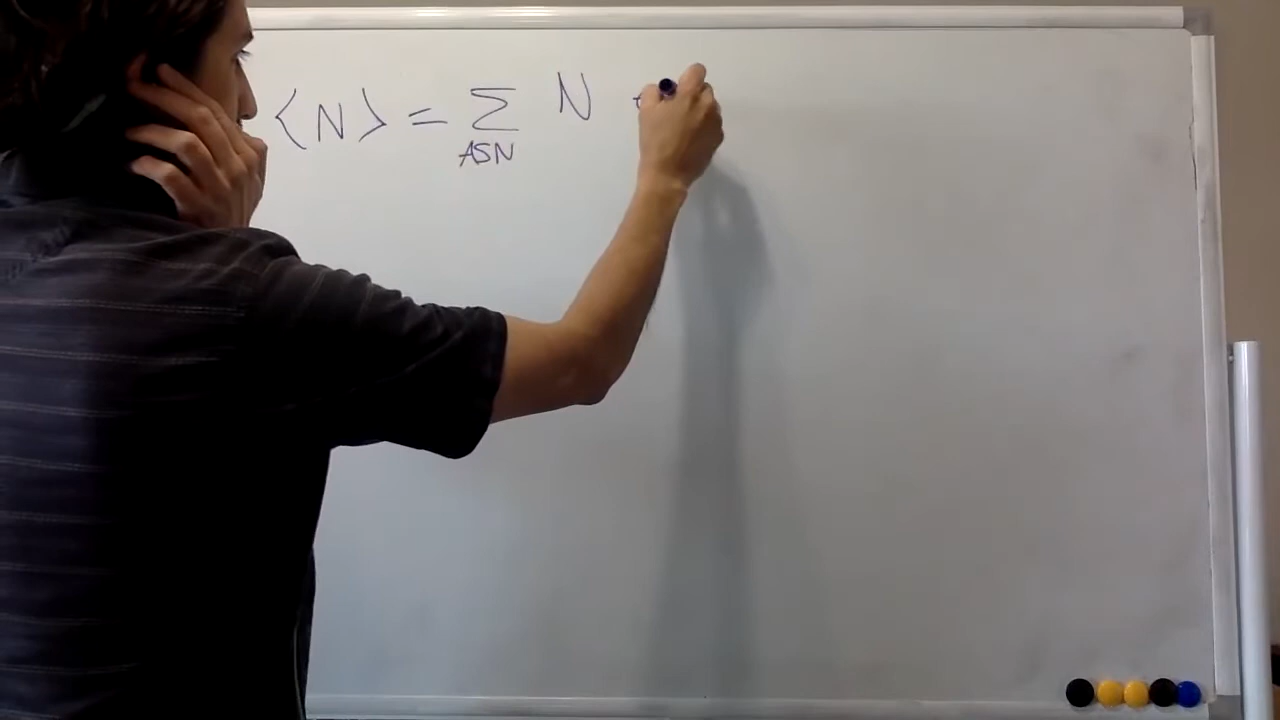 ⟨N⟩ = Σ N
ASN